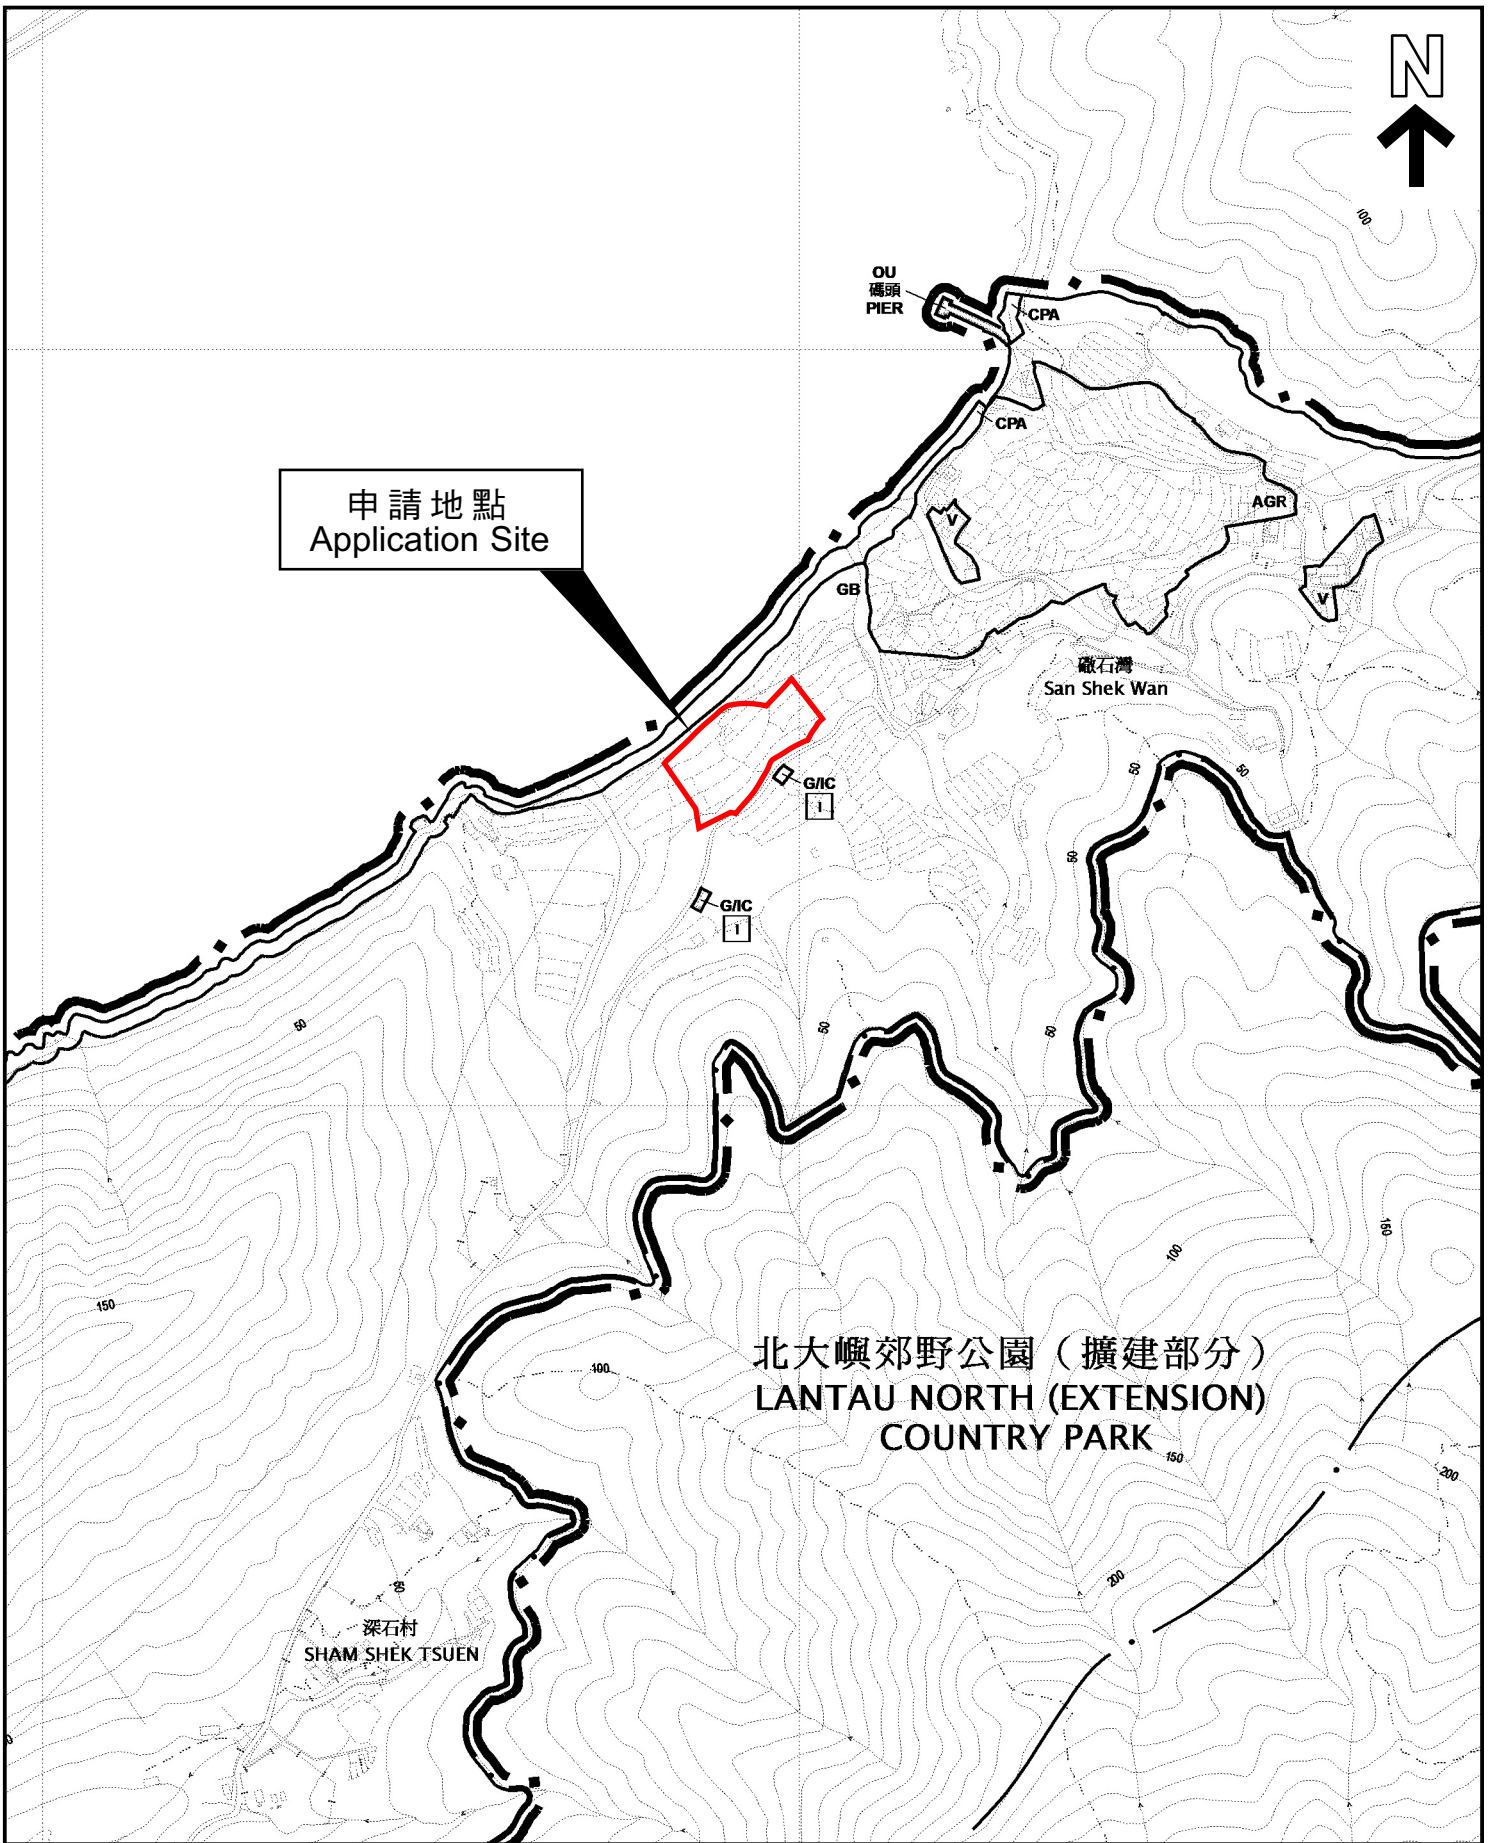 N
100
OU
碼頭
PIER
CPA
CPA
申請地點
Application Site
AGR
V
GB
V
礮石灣
San Shek Wan
50
50
G/IC
I
50
G/IC
I
50
50
50
150
100
150
北大嶼郊野公園（擴建部分）
LANTAU NORTH (EXTENSION)
COUNTRY PARK
100
150
200
200
50
深石村
SHAM SHEK TSUEN